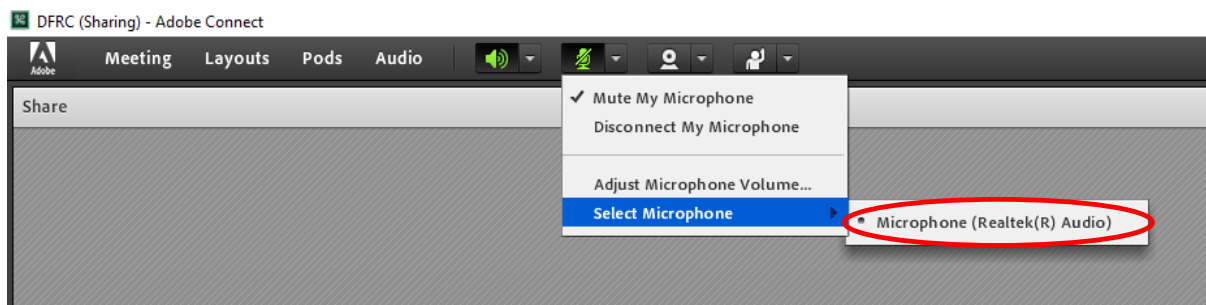 DFRC (Sharing) - Adobe Connect
Adobe Meeting Layouts Pods Audio
Share
Mute My Microphone
Disconnect My Microphone
Adjust Microphone Volume...
Select Microphone
Microphone (Realtek(R) Audio)